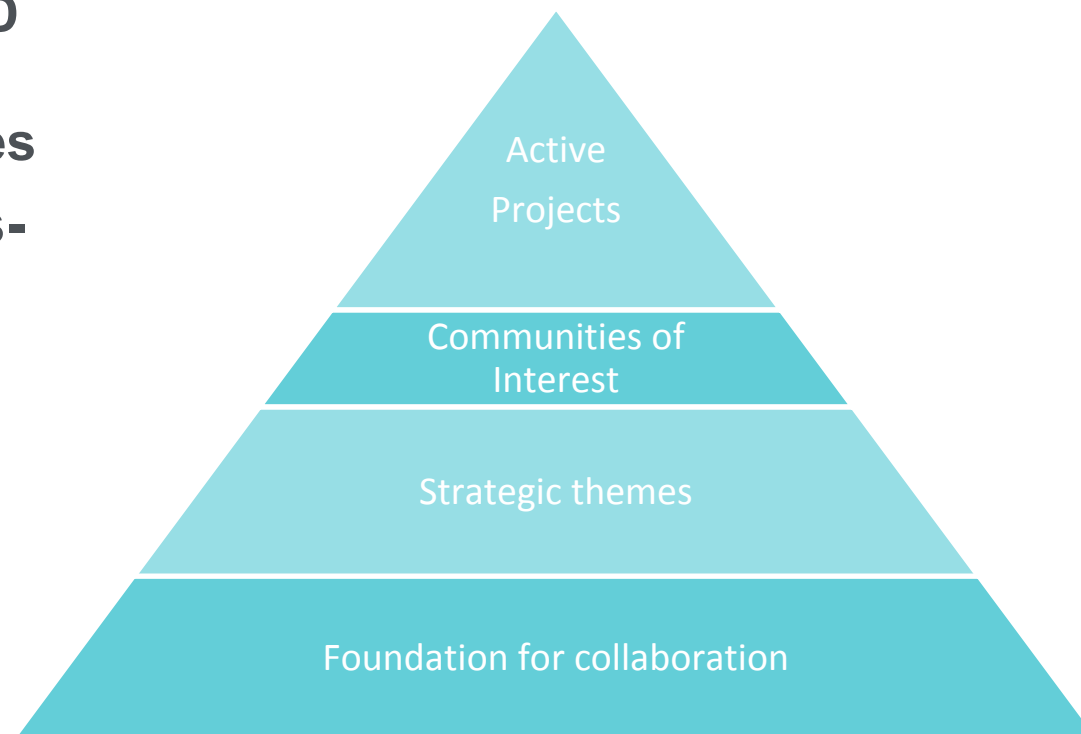 Active
Projects
Communities of
Interest
Strategic themes
Foundation for collaboration